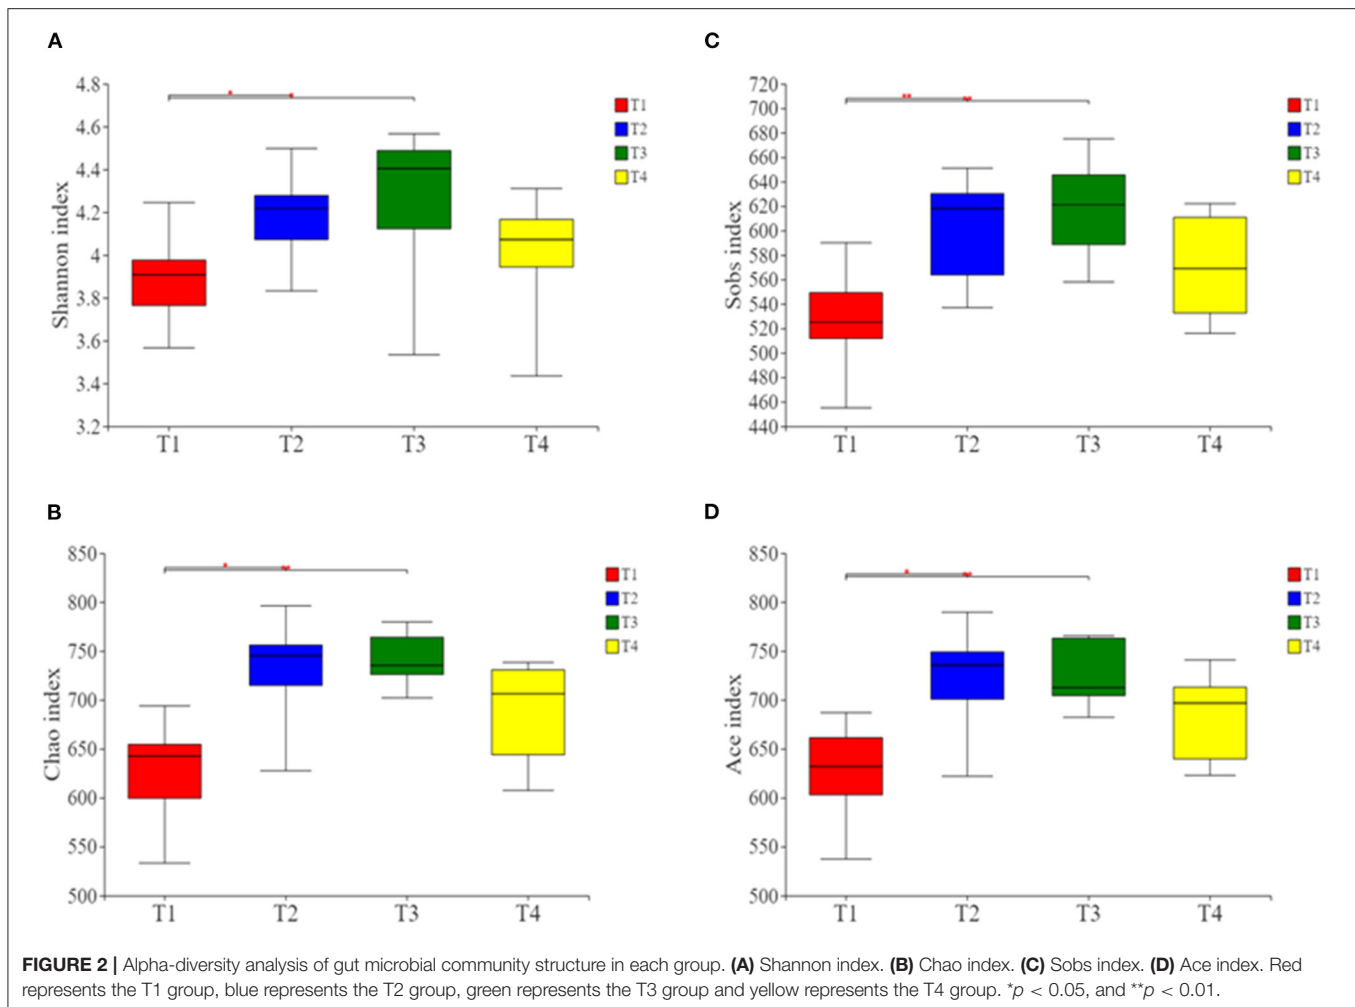 A
Shannon index
4.8
4.6
4.4
4.2
4
3.8
3.6
3.4
3.2
* *
T1 T2 T3 T4
T1
T2
T3
T4
C
Sobs index
720
700
680
660
640
620
600
580
560
540
520
500
480
460
440
** **
T1 T2 T3 T4
T1
T2
T3
T4
B
Chao index
850
800
750
700
650
600
550
500
* **
T1 T2 T3 T4
T1
T2
T3
T4
D
Ace index
850
800
750
700
650
600
550
500
* **
T1 T2 T3 T4
T1
T2
T3
T4
FIGURE 2 | Alpha-diversity analysis of gut microbial community structure in each group. (A) Shannon index. (B) Chao index. (C) Sobs index. (D) Ace index. Red
represents the T1 group, blue represents the T2 group, green represents the T3 group and yellow represents the T4 group. *p < 0.05, and **p < 0.01.